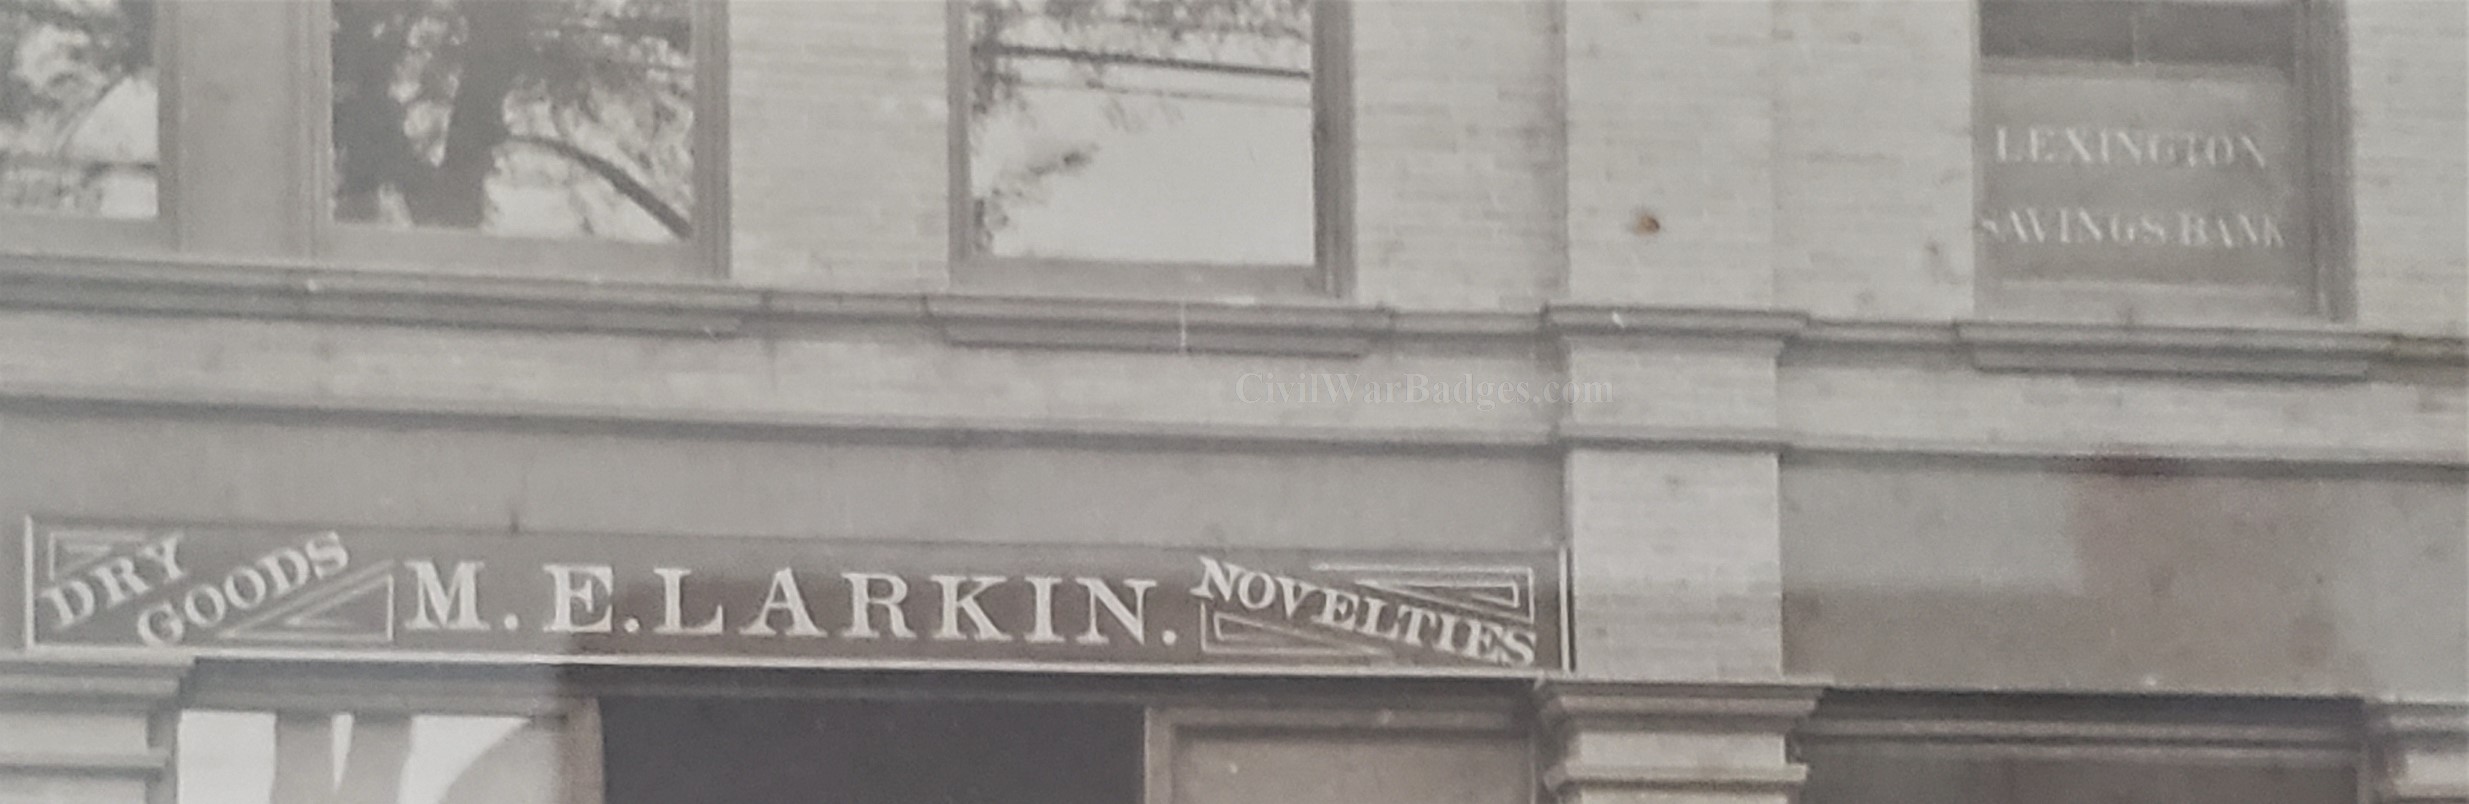 LEXINGTON
SAVINGS BANK
CivilWarBadges.com
DRY
GOODS
M. E. LARKIN.
NOVELTIES